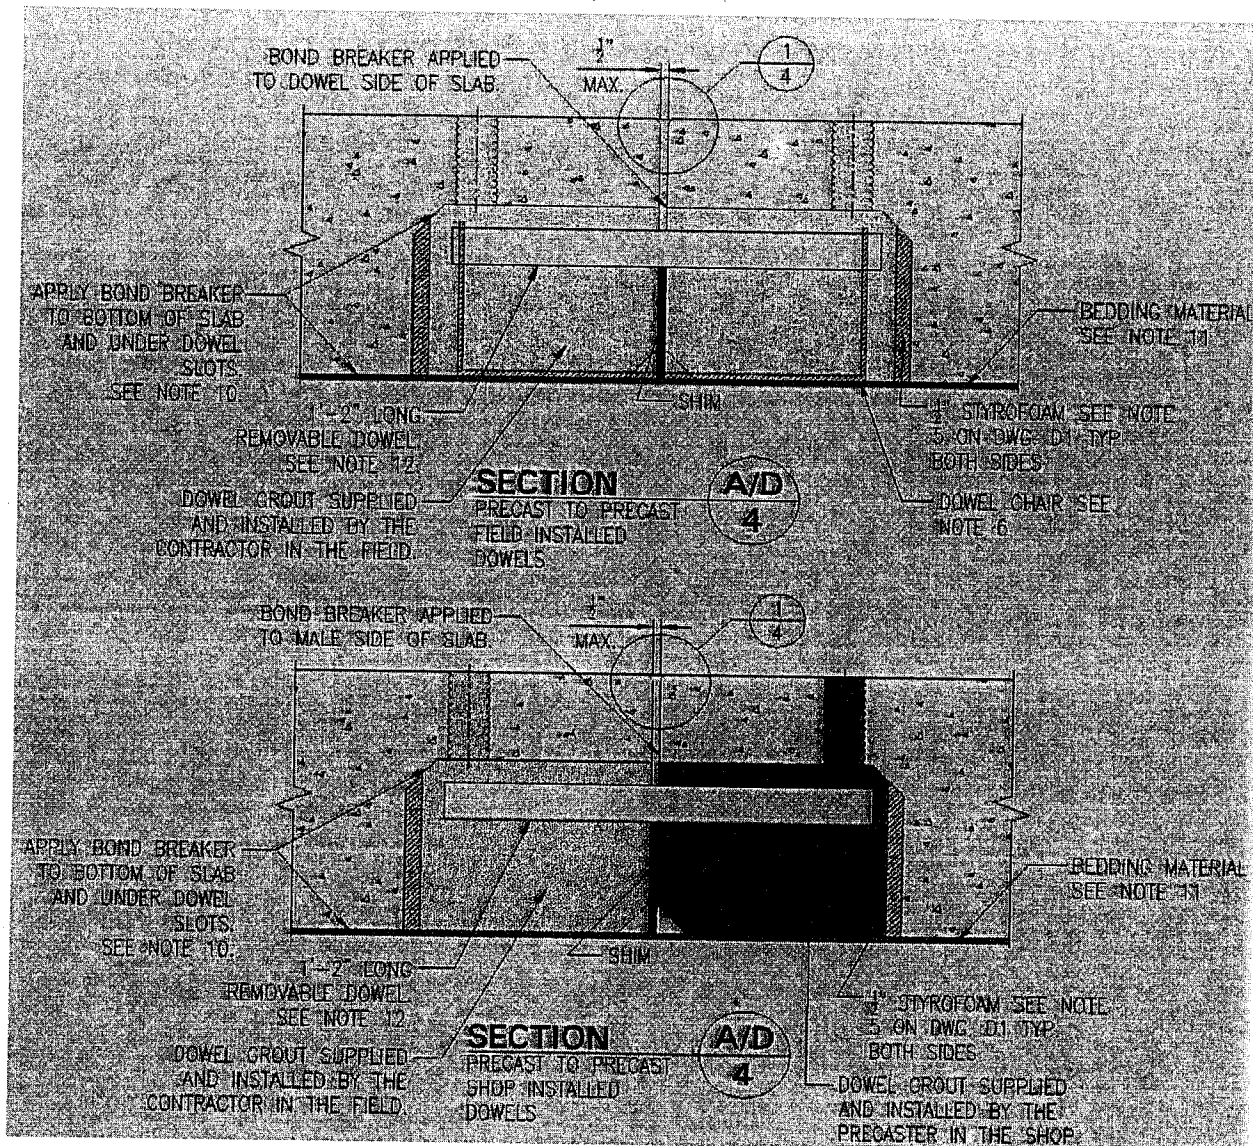 BOND BREAKER APPLIED
TO DOWEL SIDE OF SLAB.
1/2"
MAX.
1
4
APPLY BOND BREAKER
TO BOTTOM OF SLAB
AND UNDER DOWEL
SLOTS.
SEE NOTE 10.
BEDDING MATERIAL
SEE NOTE 11
1'-2" LONG
REMOVABLE DOWEL
SEE NOTE 12.
SHIM
STYROFOAM SEE NOTE
5 ON DWG D1 TYP.
BOTH SIDES.
DOWEL GROUT SUPPLIED
AND INSTALLED BY THE
CONTRACTOR IN THE FIELD.
SECTION
PRECAST TO PRECAST
FIELD INSTALLED
DOWELS
A/D
4
DOWEL CHAIR SEE
NOTE 6
BOND BREAKER APPLIED
TO MALE SIDE OF SLAB.
1/2"
MAX.
1
4
APPLY BOND BREAKER
TO BOTTOM OF SLAB
AND UNDER DOWEL
SLOTS.
SEE NOTE 10.
BEDDING MATERIAL
SEE NOTE 11
1'-2" LONG
REMOVABLE DOWEL
SEE NOTE 12
SHIM
1/2" STYROFOAM SEE NOTE
5 ON DWG D1 TYP
BOTH SIDES
DOWEL GROUT SUPPLIED
AND INSTALLED BY THE
CONTRACTOR IN THE FIELD.
SECTION
PRECAST TO PRECAST
SHOP INSTALLED
DOWELS
A/D
4
DOWEL GROUT SUPPLIED
AND INSTALLED BY THE
PRECASTER IN THE SHOP.